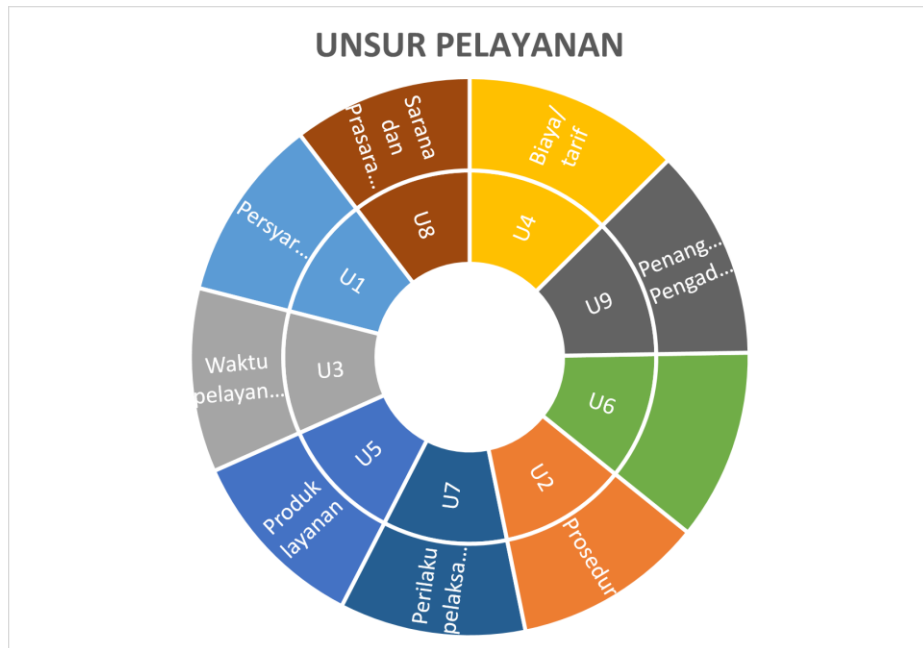 UNSUR PELAYANAN
Biaya/
tarif
U4
Penang...
Pengad...
U9
U6
Prosedur
U2
Perilaku
pelaksa...
U7
Produk
layanan
U5
Waktu
pelayan...
U3
Persyar...
U1
Sarana
dan
Prasara...
U8